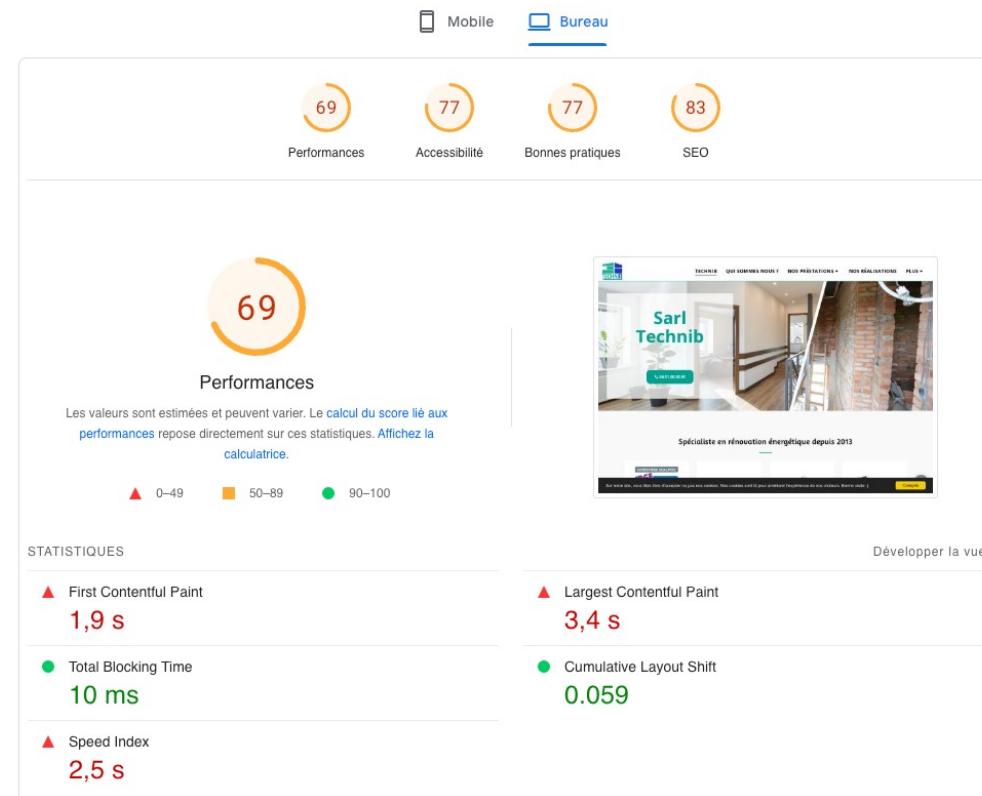 Mobile
Bureau
69
77
77
83
Performances
Accessibilité
Bonnes pratiques
SEO
69
Performances
Les valeurs sont estimées et peuvent varier. Le calcul du score lié aux
performances repose directement sur ces statistiques. Affichez la
calculatrice.
0–49
50–89
90–100
TECHNIB
QUI SOMMES NOUS ?
NOS PRÉSTATIONS
NOS RÉALISATIONS
PLUS
Sarl
Technib
Spécialiste en rénovation énergétique depuis 2013
STATISTIQUES
Développer la vue
First Contentful Paint
1,9 s
Largest Contentful Paint
3,4 s
Total Blocking Time
10 ms
Cumulative Layout Shift
0.059
Speed Index
2,5 s